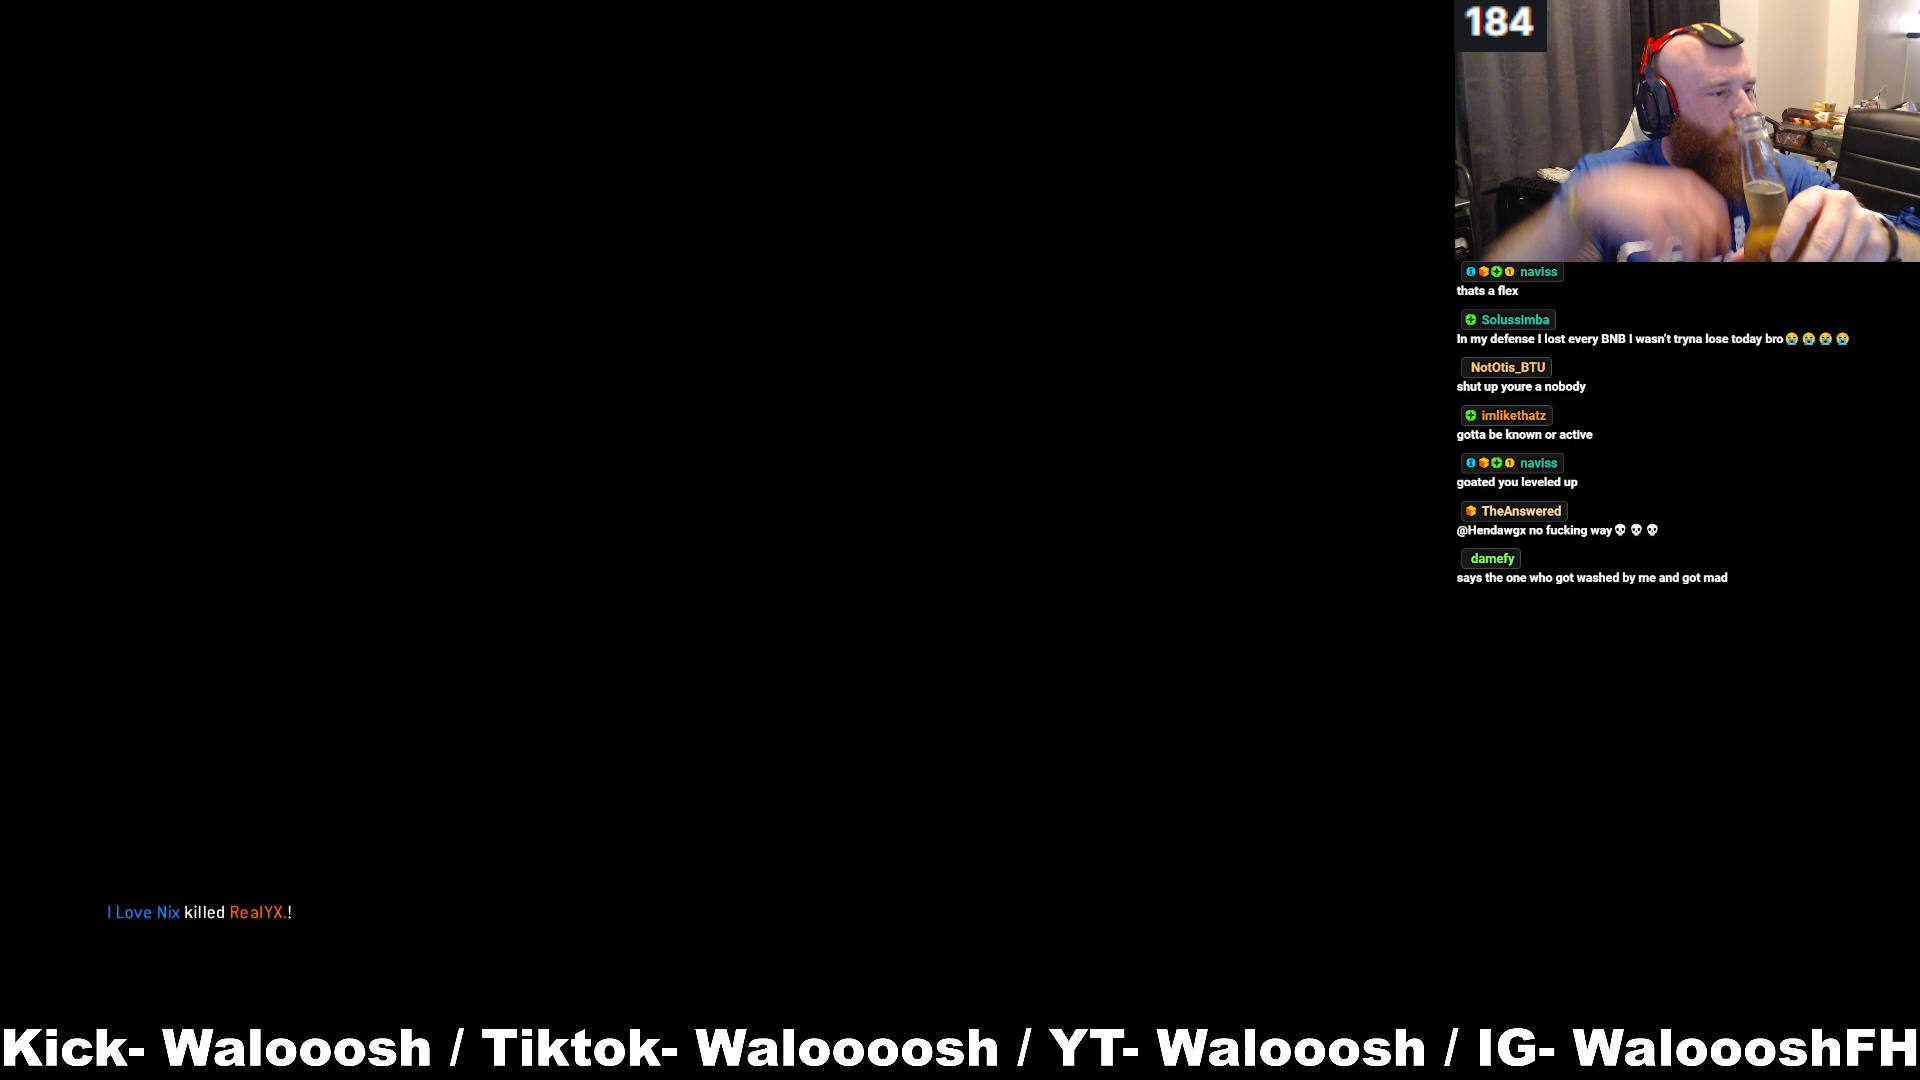 184
naviss
thats a flex
Solussimba
In my defense I lost every BNB I wasn't tryna lose today bro😭😭😭😭
NotOtis_BTU
shut up youre a nobody
imlikethatz
gotta be known or active
naviss
goated you leveled up
TheAnswered
@Hendawgx no fucking way💀💀💀
damefy
says the one who got washed by me and got mad
I Love Nix killed RealYX.!
Kick- Walooosh / Tiktok- Waloooosh / YT- Walooosh / IG- WaloooshFH